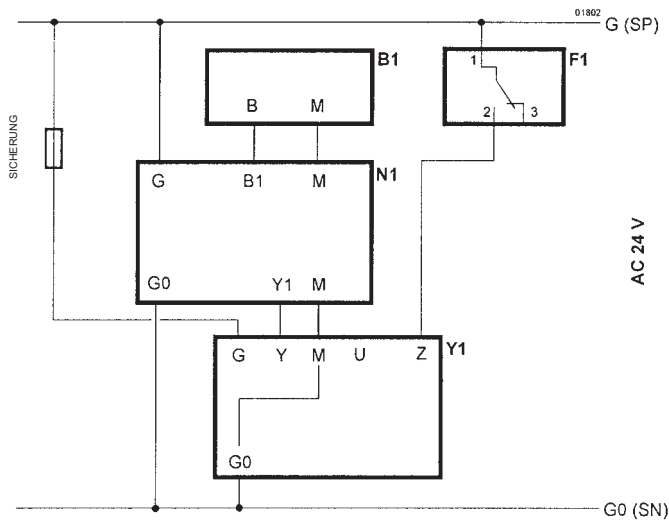 01802
G (SP)
B1
F1
1
B M
2 3
SICHERUNG
N1
G B1 M
AC 24 V
G0 Y1 M
Y1
G Y M U Z
G0
G0 (SN)